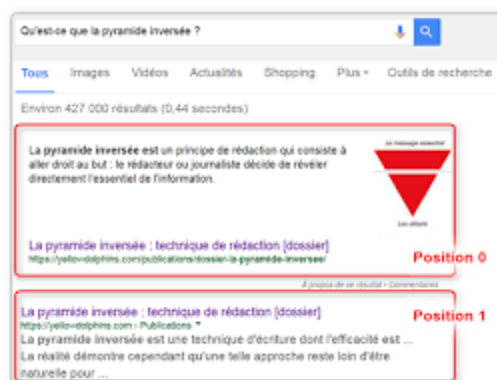 Qu'est-ce que la pyramide inversée ?
Tous Images Vidéos Actualités Shopping Plus Outils de recherche
Environ 427 000 résultats (0,44 secondes)
La pyramide inversée est un principe de rédaction qui consiste à
aller droit au but : le rédacteur ou journaliste décide de révéler
directement l'essentiel de l'information.
Le message essentiel
Les détails
La pyramide inversée : technique de rédaction [dossier]
https://yellowdolphins.com/publications/dossier-la-pyramide-inversee/
Position 0
À propos de ce résultat • Commentaires
La pyramide inversée : technique de rédaction [dossier]
Position 1
https://yellowdolphins.com › Publications
La pyramide inversée est une technique d'écriture dont l'efficacité est ...
La réalité démontre cependant qu'une telle approche reste loin d'être
naturelle pour ...